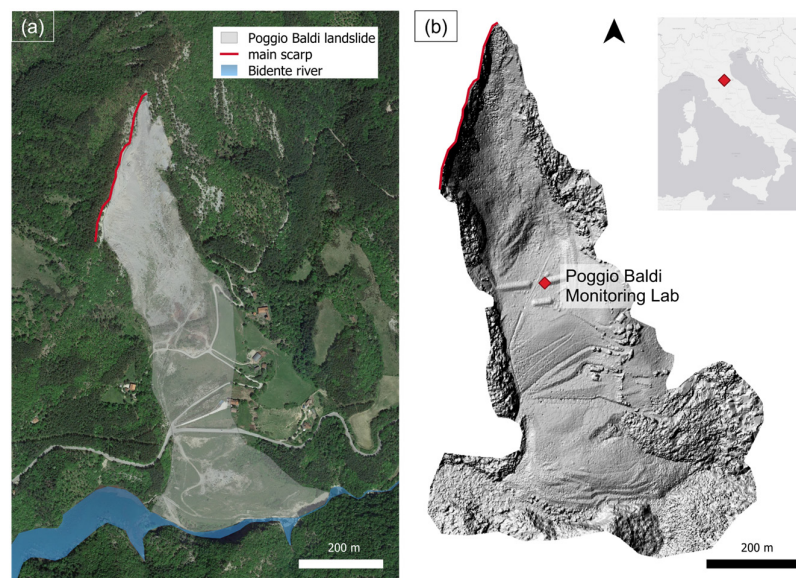 (a)
Poggio Baldi landslide
main scarp
Bidente river
200 m
(b)
Poggio Baldi
Monitoring Lab
200 m